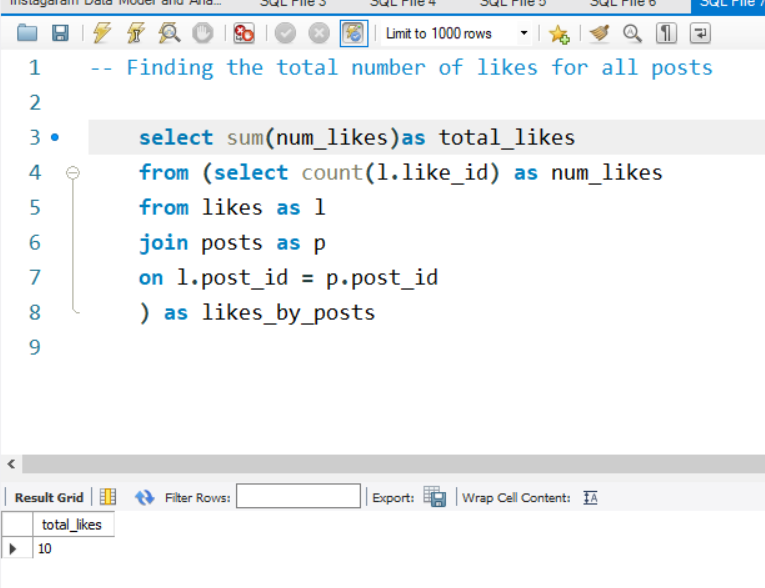 Instagaram Data Model and Ana... SQL File 3 SQL File 4 SQL File 5 SQL File 6 SQL File 7
Limit to 1000 rows
1 -- Finding the total number of likes for all posts
2
3 select sum(num_likes)as total_likes
4 from (select count(l.like_id) as num_likes
5 from likes as l
6 join posts as p
7 on l.post_id = p.post_id
8 ) as likes_by_posts
9
Result Grid Filter Rows: Export: Wrap Cell Content:
total_likes
10